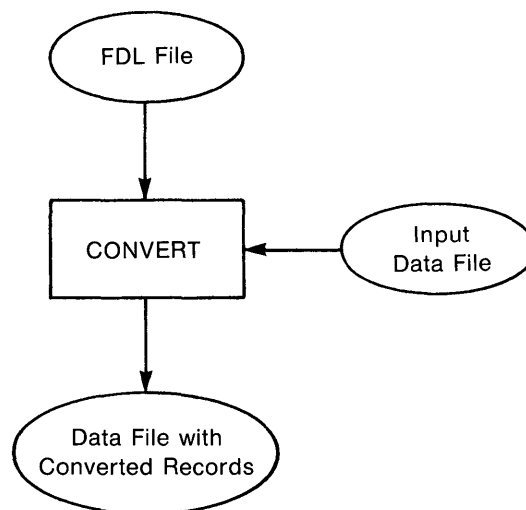 FDL File
CONVERT
Input
Data File
Data File with
Converted Records